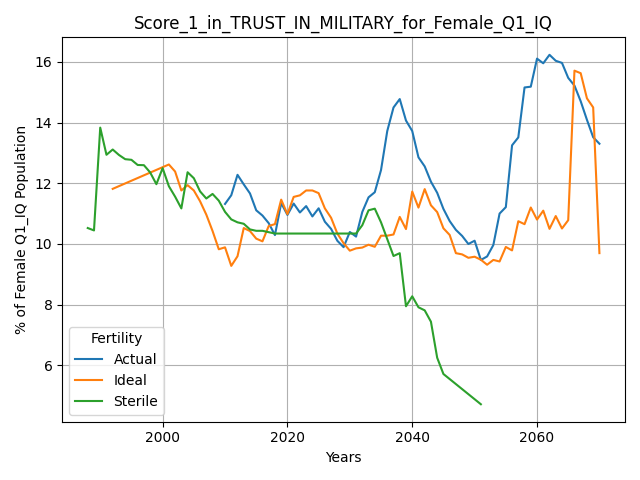 Score_1_in_TRUST_IN_MILITARY_for_Female_Q1_IQ
% of Female Q1_IQ Population
16
14
12
10
8
6
Fertility
Actual
Ideal
Sterile
2000
2020
2040
2060
Years